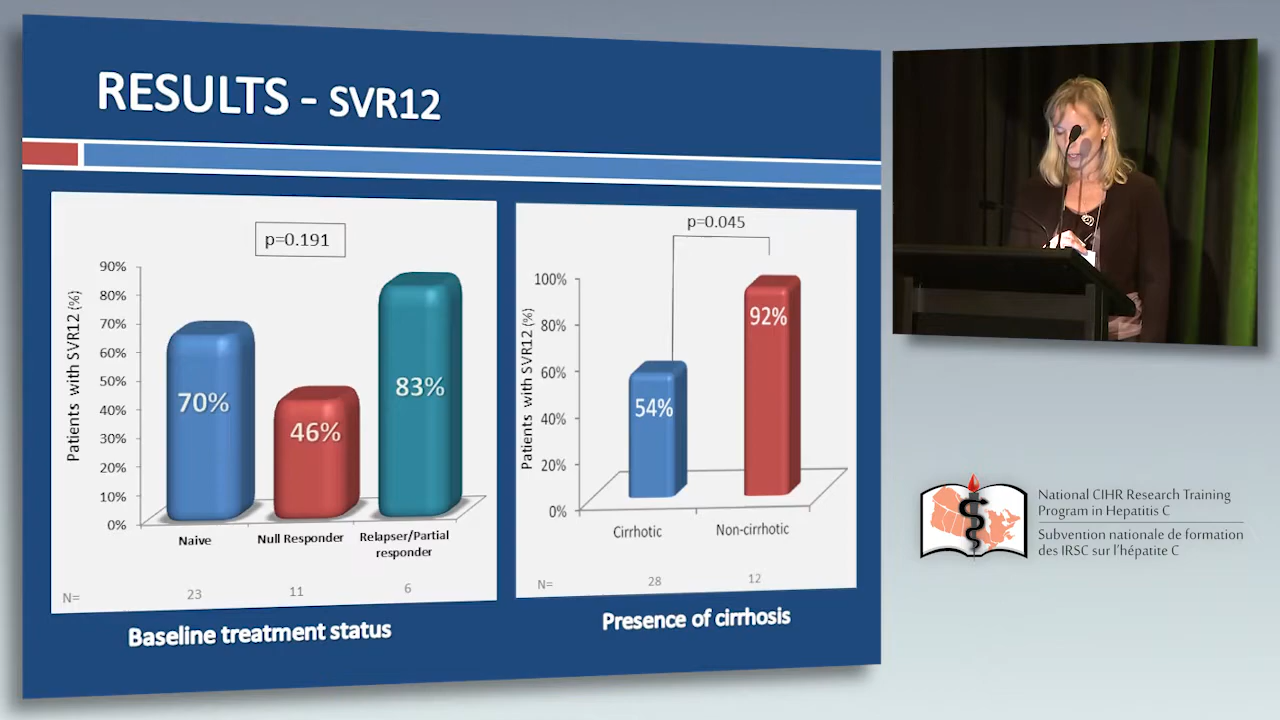 RESULTS - SVR12
p=0.191
Patients with SVR12 (%)
90%
80%
70%
60%
50%
40%
30%
20%
10%
0%
70%
46%
83%
Naive
Null Responder
Relapser/Partial
responder
N=
23
11
6
Baseline treatment status
p=0.045
Patients with SVR12 (%)
100%
80%
60%
40%
20%
0%
54%
92%
Cirrhotic
Non-cirrhotic
N=
28
12
Presence of cirrhosis
National CIHR Research Training
Program in Hepatitis C
Subvention nationale de formation
des IRSC sur l'hépatite C